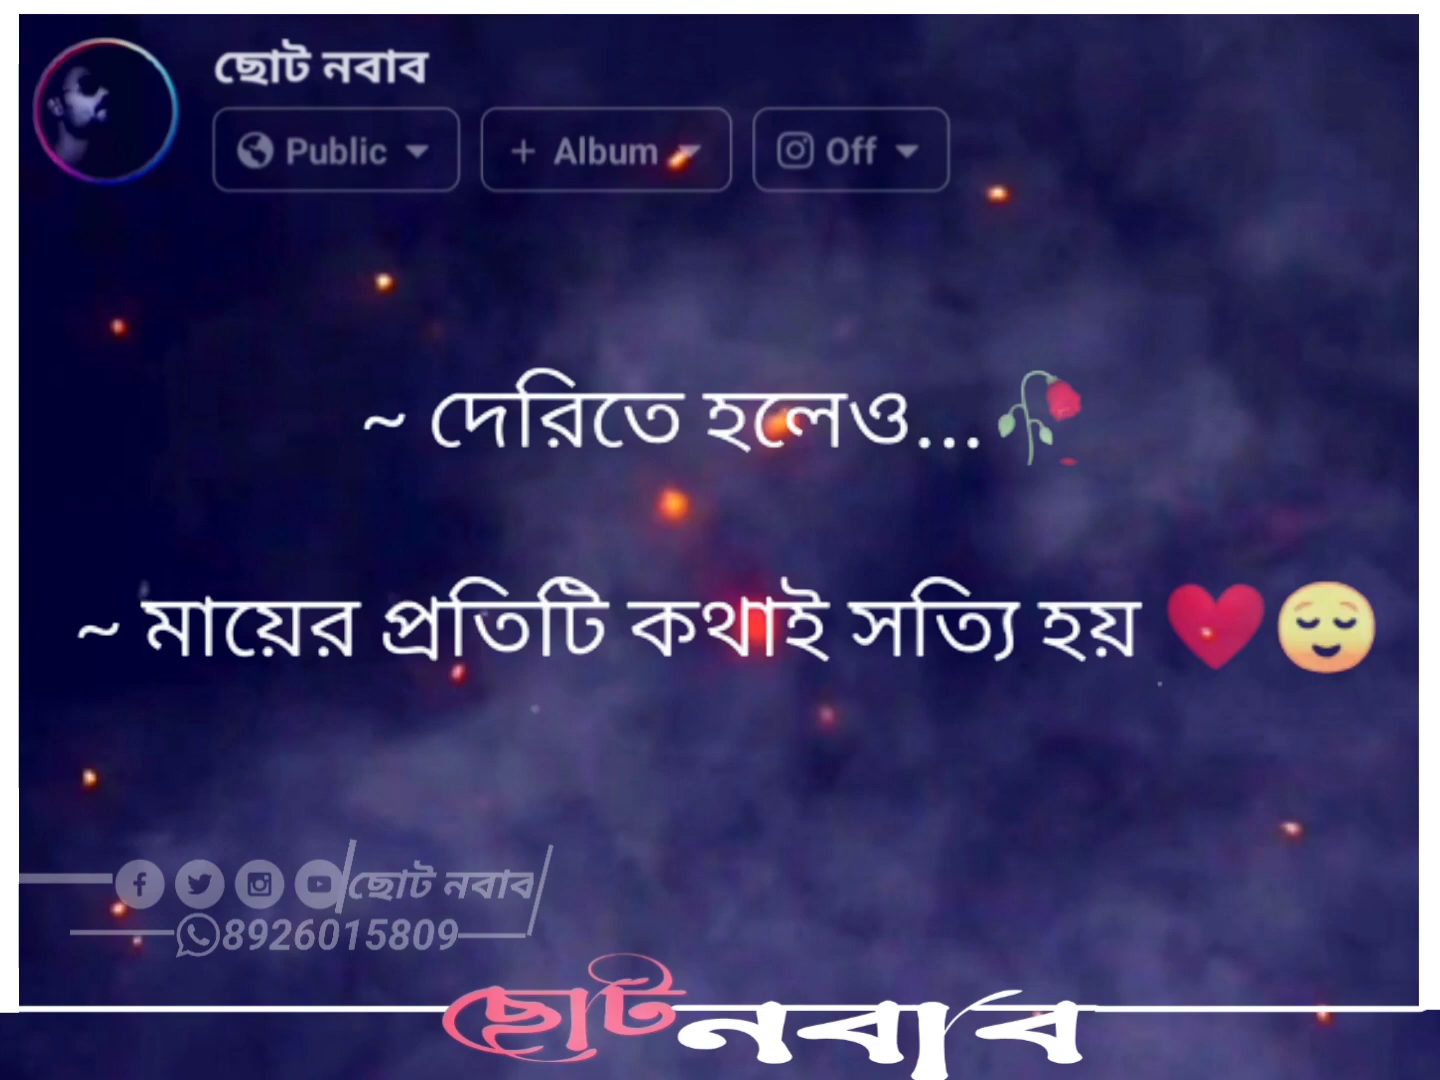 ছোট নবাব
Public + Album Off
~ দেরিতে হলেও...🥀
~ মায়ের প্রতিটি কথাই সত্যি হয় ❤️😌
ছোট নবাব
8926015809
ছোট নবাব